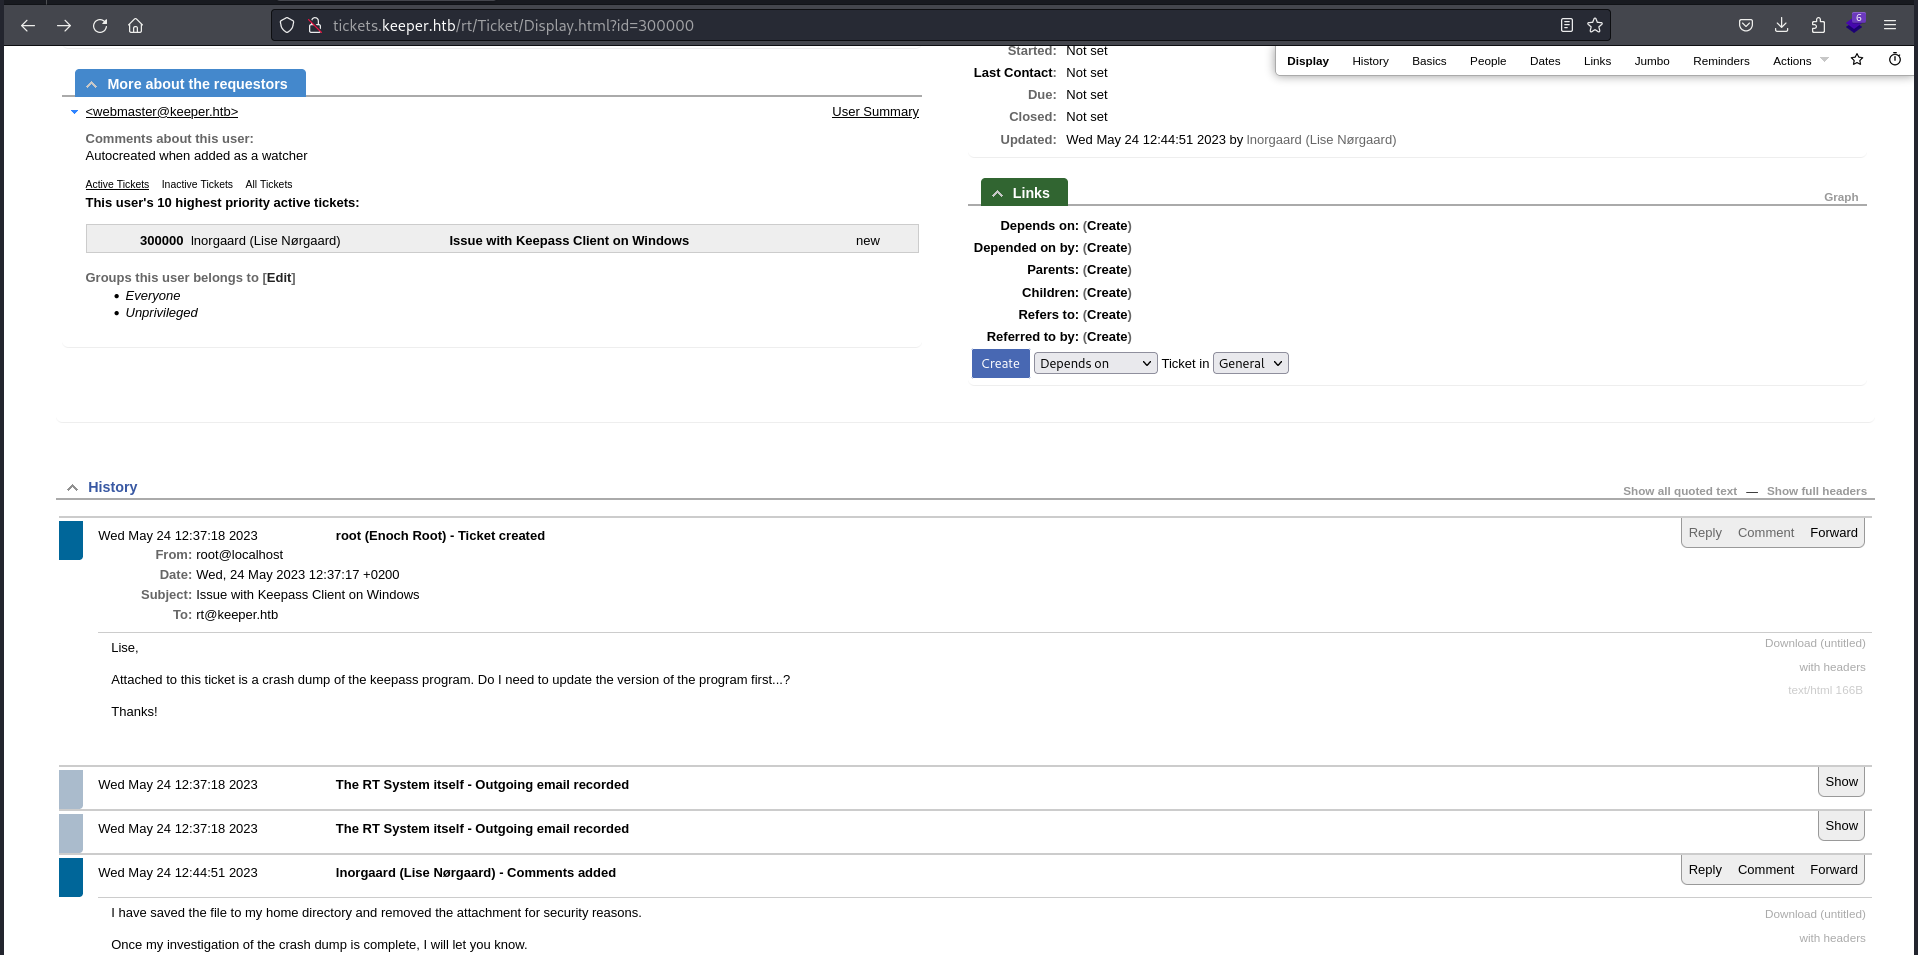 tickets.keeper.htb/rt/Ticket/Display.html?id=300000
6
Display History Basics People Dates Links Jumbo Reminders Actions
More about the requestors
<webmaster@keeper.htb> User Summary
Comments about this user:
Autocreated when added as a watcher
Active Tickets Inactive Tickets All Tickets
This user's 10 highest priority active tickets:
300000 lnorgaard (Lise Nørgaard) Issue with Keepass Client on Windows new
Groups this user belongs to [Edit]
• Everyone
• Unprivileged
Started: Not set
Last Contact: Not set
Due: Not set
Closed: Not set
Updated: Wed May 24 12:44:51 2023 by lnorgaard (Lise Nørgaard)
Links Graph
Depends on: (Create)
Depended on by: (Create)
Parents: (Create)
Children: (Create)
Refers to: (Create)
Referred to by: (Create)
Create Depends on Ticket in General
History Show all quoted text — Show full headers
Wed May 24 12:37:18 2023 root (Enoch Root) - Ticket created Reply Comment Forward
From: root@localhost
Date: Wed, 24 May 2023 12:37:17 +0200
Subject: Issue with Keepass Client on Windows
To: rt@keeper.htb
Lise, Download (untitled)
with headers
Attached to this ticket is a crash dump of the keepass program. Do I need to update the version of the program first...?
text/html 166B
Thanks!
Wed May 24 12:37:18 2023 The RT System itself - Outgoing email recorded Show
Wed May 24 12:37:18 2023 The RT System itself - Outgoing email recorded Show
Wed May 24 12:44:51 2023 lnorgaard (Lise Nørgaard) - Comments added Reply Comment Forward
I have saved the file to my home directory and removed the attachment for security reasons. Download (untitled)
with headers
Once my investigation of the crash dump is complete, I will let you know.